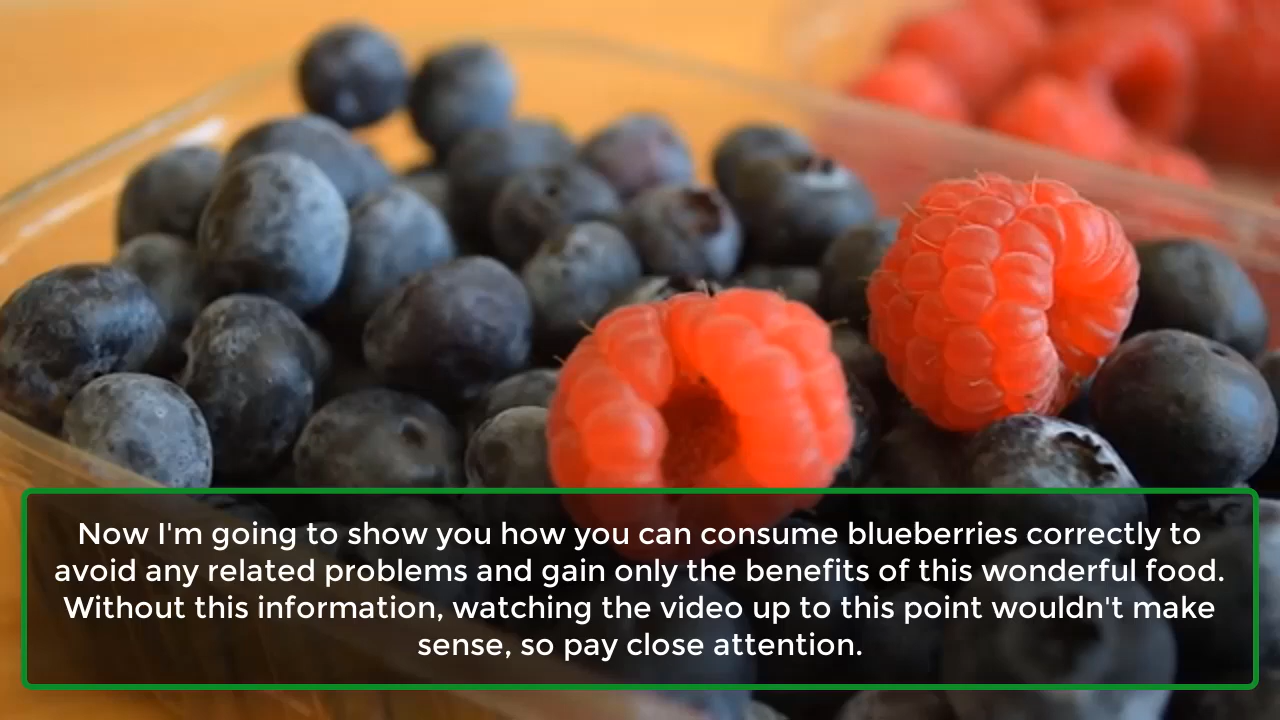 Now I'm going to show you how you can consume blueberries correctly to
avoid any related problems and gain only the benefits of this wonderful food.
Without this information, watching the video up to this point wouldn't make
sense, so pay close attention.